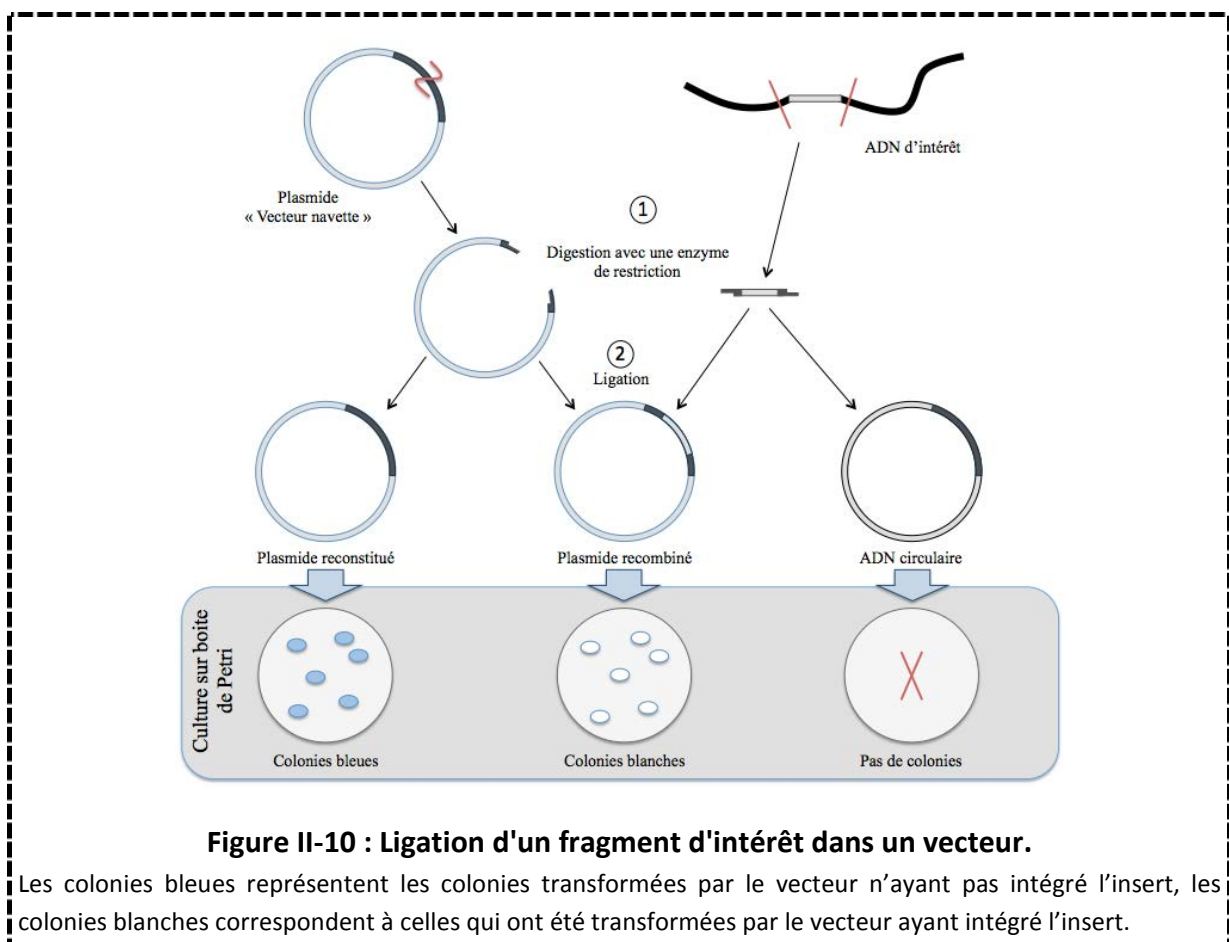 Plasmide
« Vecteur navette »
ADN d'intérêt
1
Digestion avec une enzyme
de restriction
2
Ligation
Plasmide reconstitué
Plasmide recombiné
ADN circulaire
Culture sur boite
de Petri
Colonies bleues
Colonies blanches
Pas de colonies
Figure II-10 : Ligation d'un fragment d'intérêt dans un vecteur.
Les colonies bleues représentent les colonies transformées par le vecteur n'ayant pas intégré l'insert, les
colonies blanches correspondent à celles qui ont été transformées par le vecteur ayant intégré l'insert.